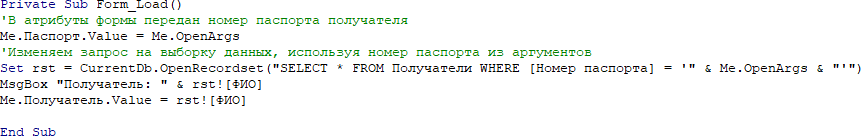 Private Sub Form_Load()
'В атрибуты формы передан номер паспорта получателя
Me.Паспорт.Value = Me.OpenArgs
'Изменяем запрос на выборку данных, используя номер паспорта из аргументов
Set rst = CurrentDb.OpenRecordset("SELECT * FROM Получатели WHERE [Номер паспорта] = '" & Me.OpenArgs & "'")
MsgBox "Получатель: " & rst![ФИО]
Me.Получатель.Value = rst![ФИО]
End Sub